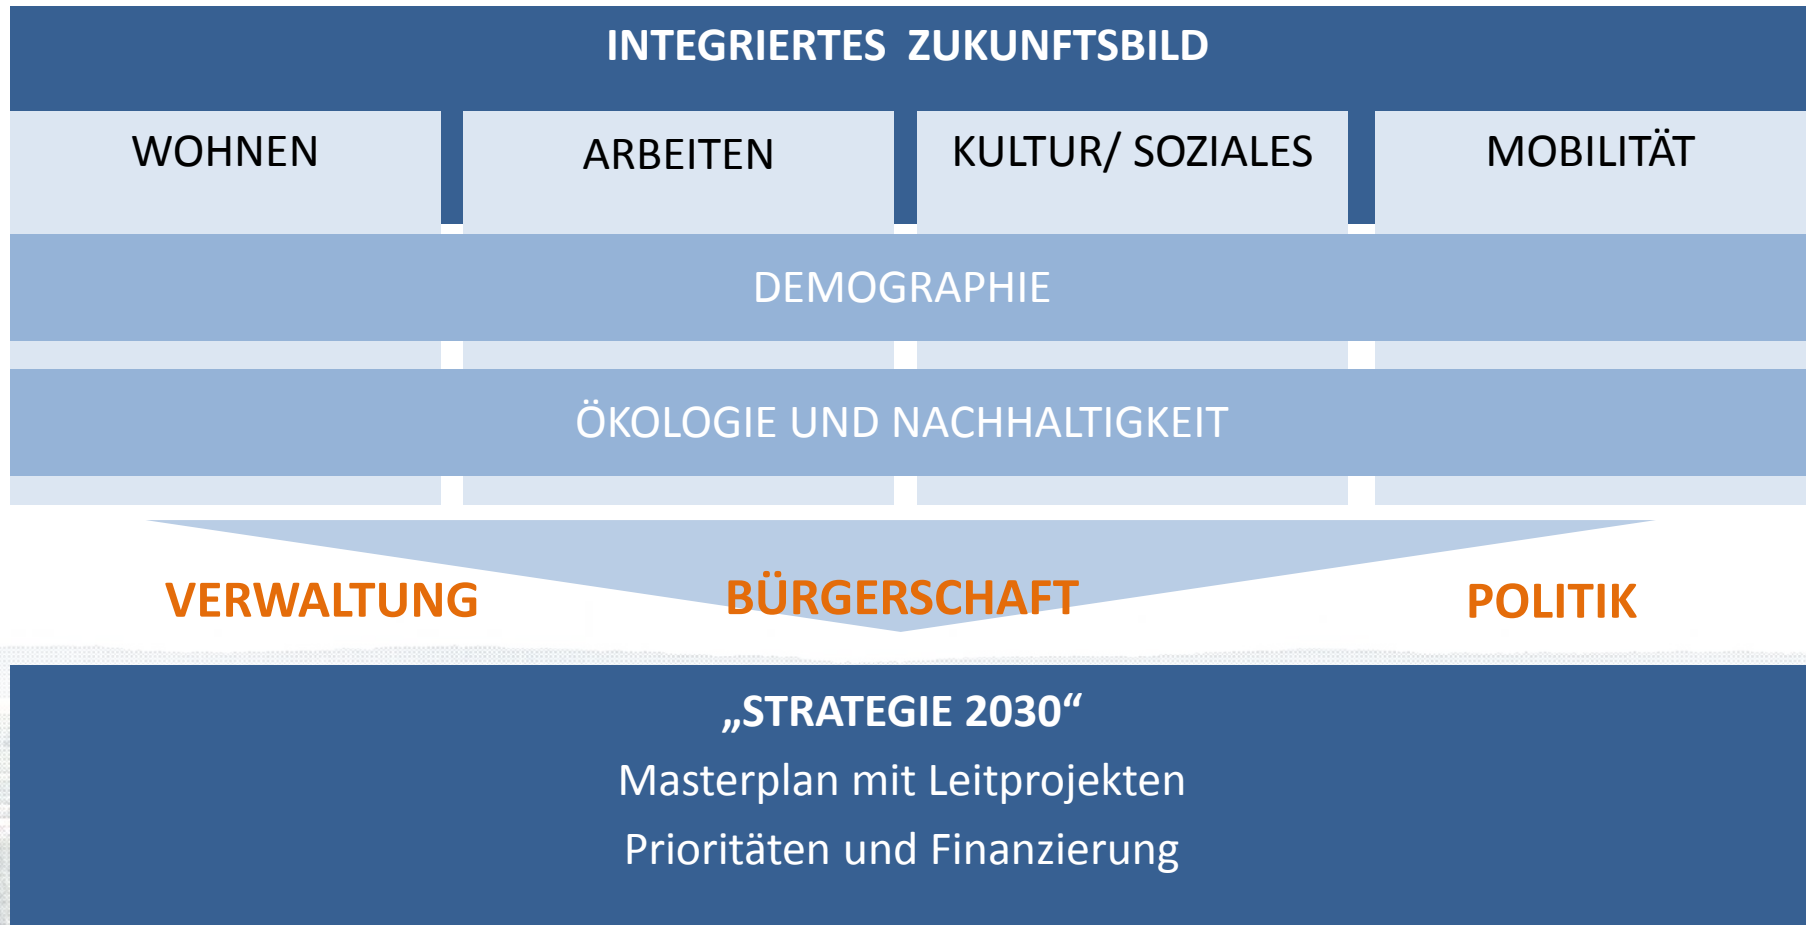 INTEGRIERTES ZUKUNFTSBILD
WOHNEN
ARBEITEN
KULTUR/ SOZIALES
MOBILITÄT
DEMOGRAPHIE
ÖKOLOGIE UND NACHHALTIGKEIT
VERWALTUNG
BÜRGERSCHAFT
POLITIK
„STRATEGIE 2030“
Masterplan mit Leitprojekten
Prioritäten und Finanzierung